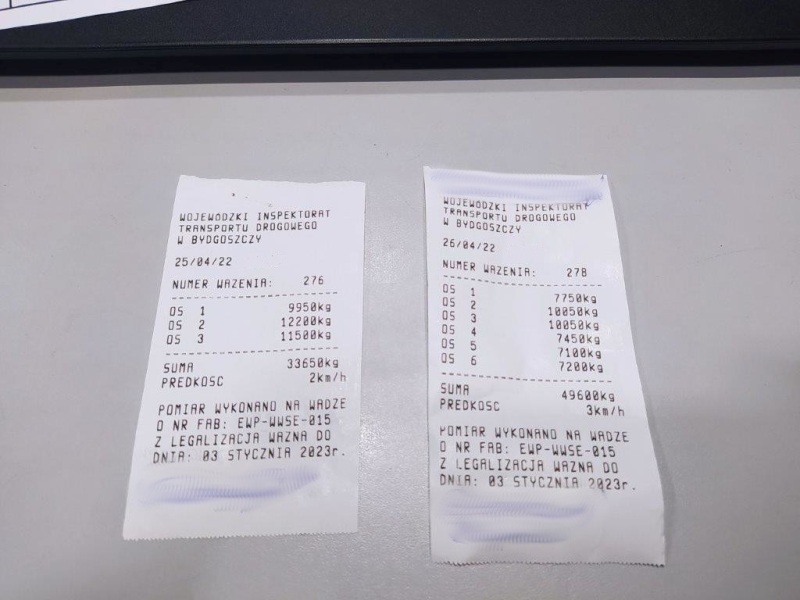 WOJEWODZKI INSPEKTORAT
TRANSPORTU DROGOWEGO
W BYDGOSZCZY
25/04/22
NUMER WAZENIA: 276
OS 1 9950kg
OS 2 12200kg
OS 3 11500kg
SUMA 33650kg
PREDKOSC 2km/h
POMIAR WYKONANO NA WADZE
O NR FAB: EWP-WWSE-015
Z LEGALIZACJA WAZNA DO
DNIA: 03 STYCZNIA 2023r.
WOJEWODZKI INSPEKTORAT
TRANSPORTU DROGOWEGO
W BYDGOSZCZY
26/04/22
NUMER WAZENIA: 278
OS 1 7750kg
OS 2 10050kg
OS 3 10050kg
OS 4 7450kg
OS 5 7100kg
OS 6 7200kg
SUMA 49600kg
PREDKOSC 3km/h
POMIAR WYKONANO NA WADZE
O NR FAB: EWP-WWSE-015
Z LEGALIZACJA WAZNA DO
DNIA: 03 STYCZNIA 2023r.